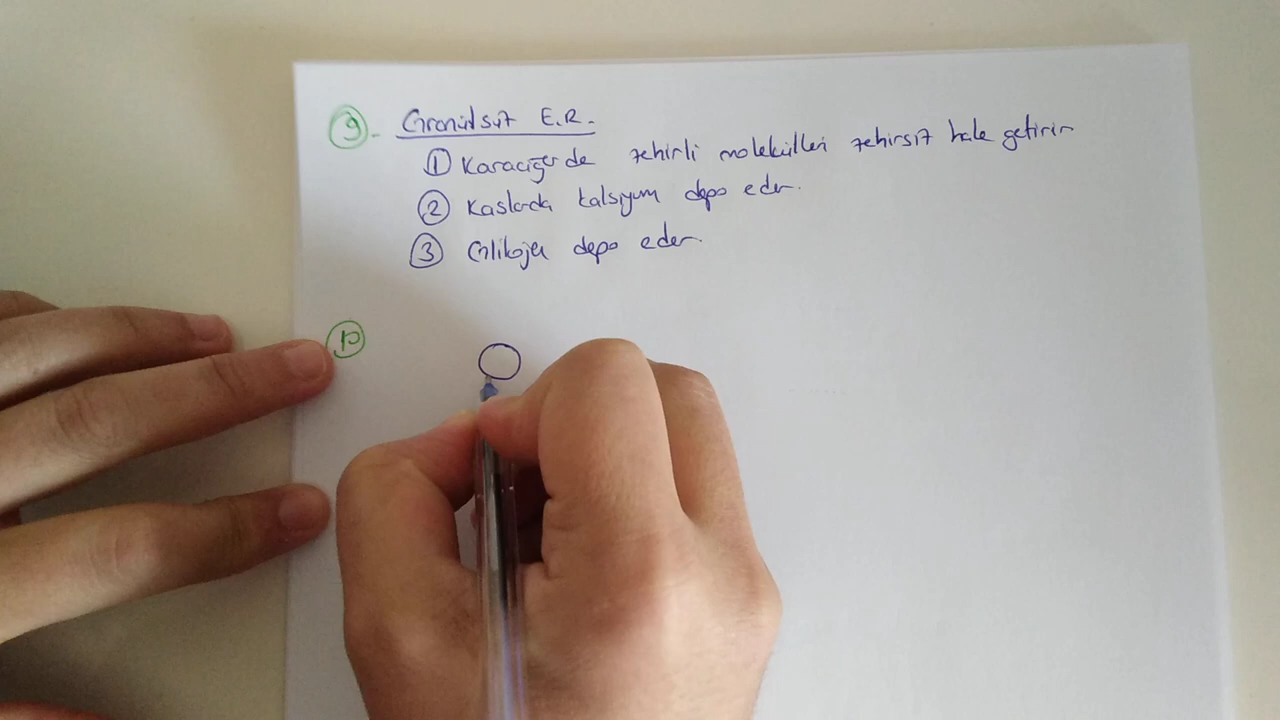 9. Granülsüz E.R.
① Karaciğerde zehirli molekülleri zehirsiz hale getirir
② Kaslarda kalsiyum depo eder.
③ Glikojen depo eder.
10